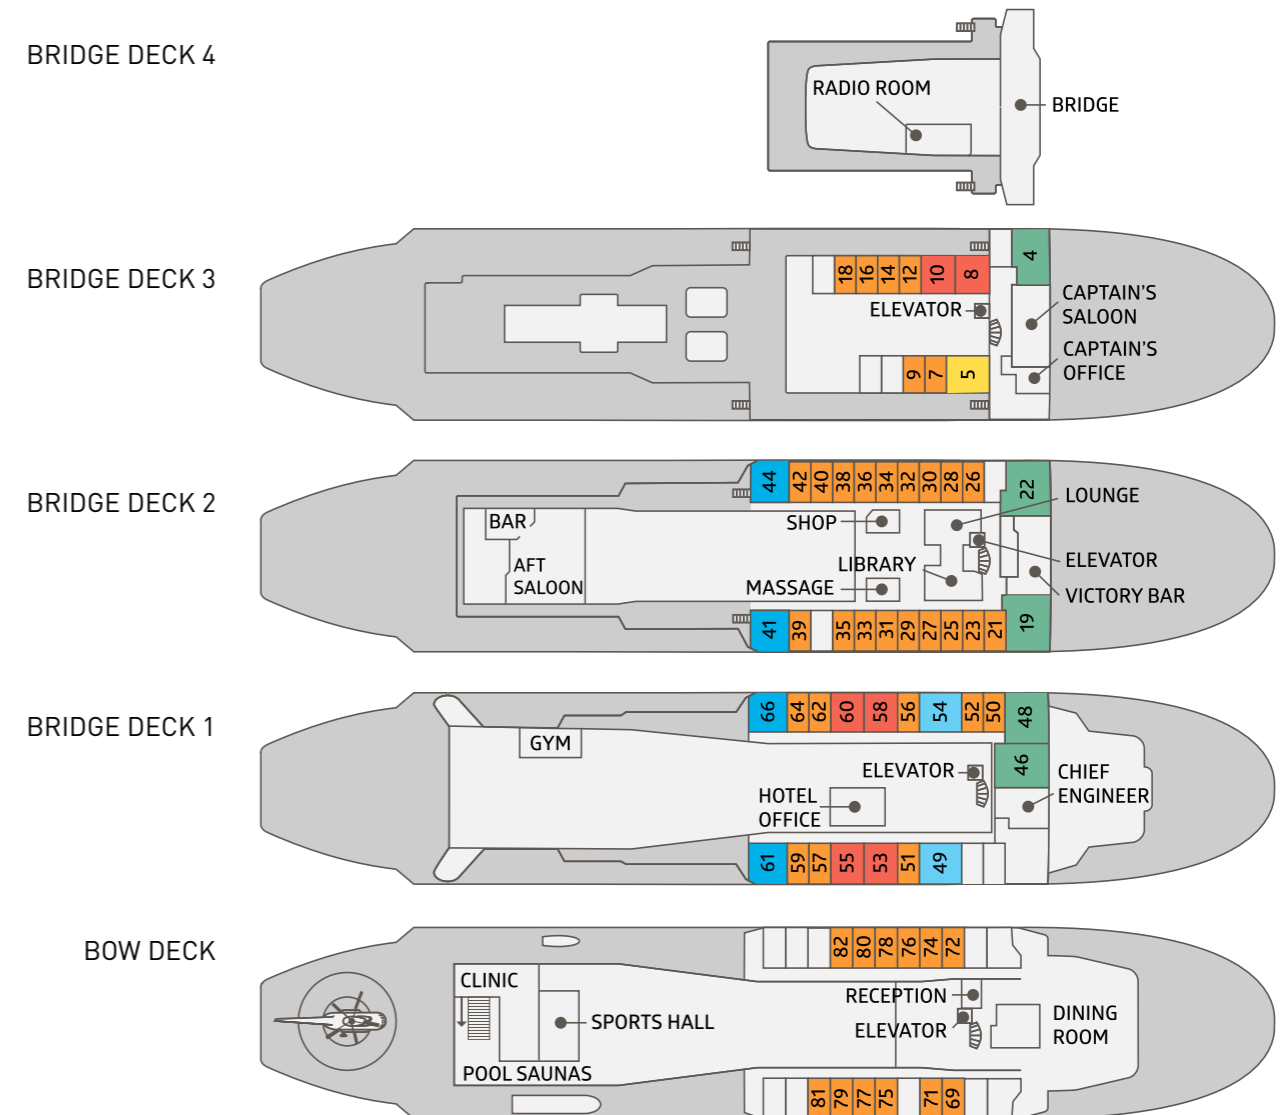 BRIDGE DECK 4
RADIO ROOM
BRIDGE
BRIDGE DECK 3
18 16 14 12 10 8
4
ELEVATOR
CAPTAIN'S
SALOON
CAPTAIN'S
OFFICE
9 7 5
BRIDGE DECK 2
44 42 40 38 36 34 32 30 28 26
22
LOUNGE
BAR
SHOP
AFT
SALOON
LIBRARY
ELEVATOR
MASSAGE
VICTORY BAR
41 39 35 33 31 29 27 25 23 21
19
BRIDGE DECK 1
66 64 62 60 58 56 54 52 50
48
GYM
46
ELEVATOR
CHIEF
ENGINEER
HOTEL
OFFICE
61 59 57 55 53 51 49
BOW DECK
82 80 78 76 74 72
CLINIC
RECEPTION
SPORTS HALL
ELEVATOR
DINING
ROOM
POOL SAUNAS
81 79 77 75 71 69